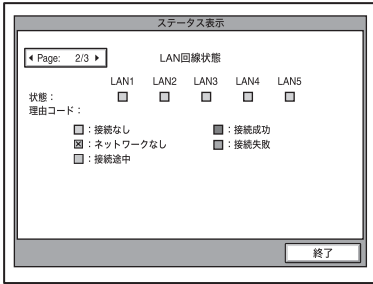 ステータス表示
Page: 2/3
LAN回線状態
LAN1 LAN2 LAN3 LAN4 LAN5
状態：
理由コード：
：接続なし ：接続成功
：ネットワークなし ：接続失敗
：接続途中
終了